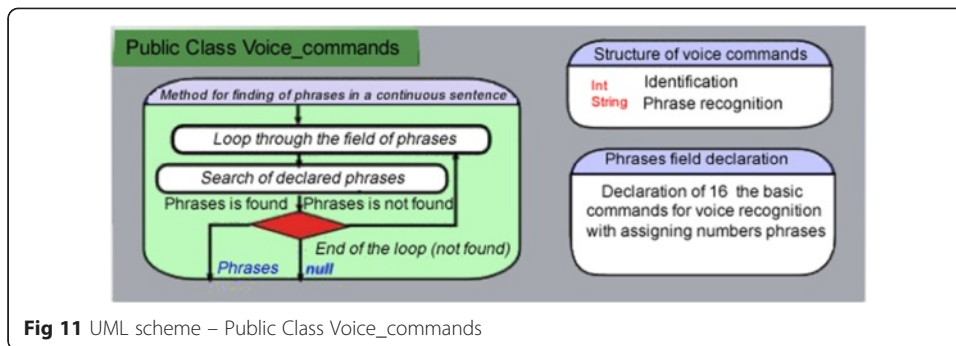 Public Class Voice_commands
Method for finding of phrases in a continuous sentence
Loop through the field of phrases
Search of declared phrases
Phrases is found
Phrases is not found
End of the loop (not found)
Phrases
null
Structure of voice commands
Int Identification
String Phrase recognition
Phrases field declaration
Declaration of 16 the basic
commands for voice recognition
with assigning numbers phrases
Fig 11 UML scheme – Public Class Voice_commands